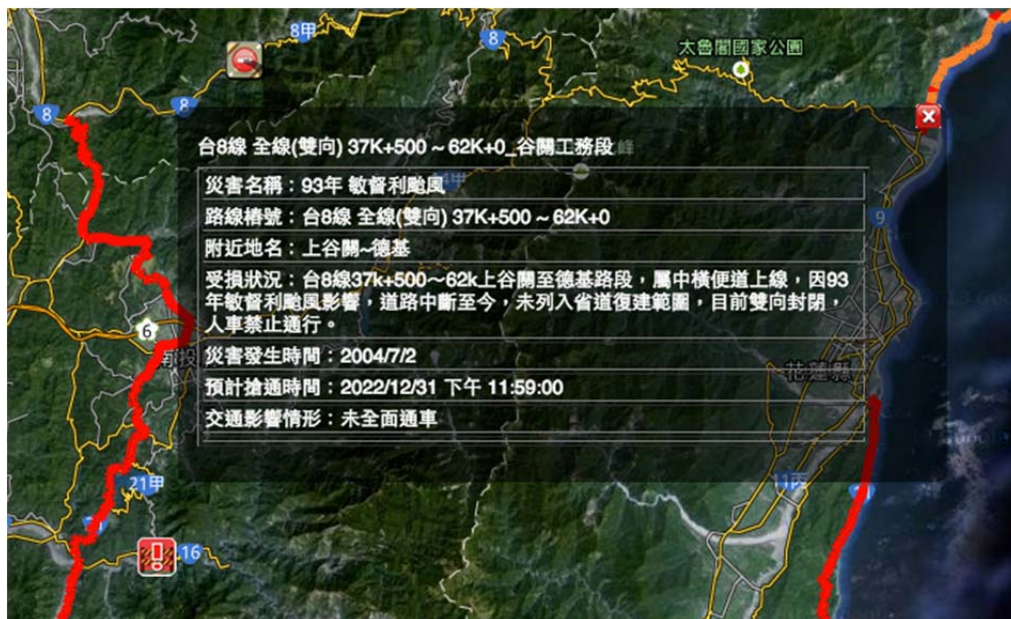 8甲
8
太魯閣國家公園
8
8
台8線 全線(雙向) 37K+500 ~ 62K+0_谷關工務段
峰
災害名稱：93年 敏督利颱風
路線樁號：台8線 全線(雙向) 37K+500 ~ 62K+0
9
附近地名：上谷關~德基
受損狀況：台8線37k+500～62k上谷關至德基路段，屬中橫便道上線，因93
年敏督利颱風影響，道路中斷至今，未列入省道復建範圍，目前雙向封閉，
人車禁止通行。
6
南投
災害發生時間：2004/7/2
花蓮縣
預計搶通時間：2022/12/31 下午 11:59:00
交通影響情形：未全面通車
21甲
11丙
16